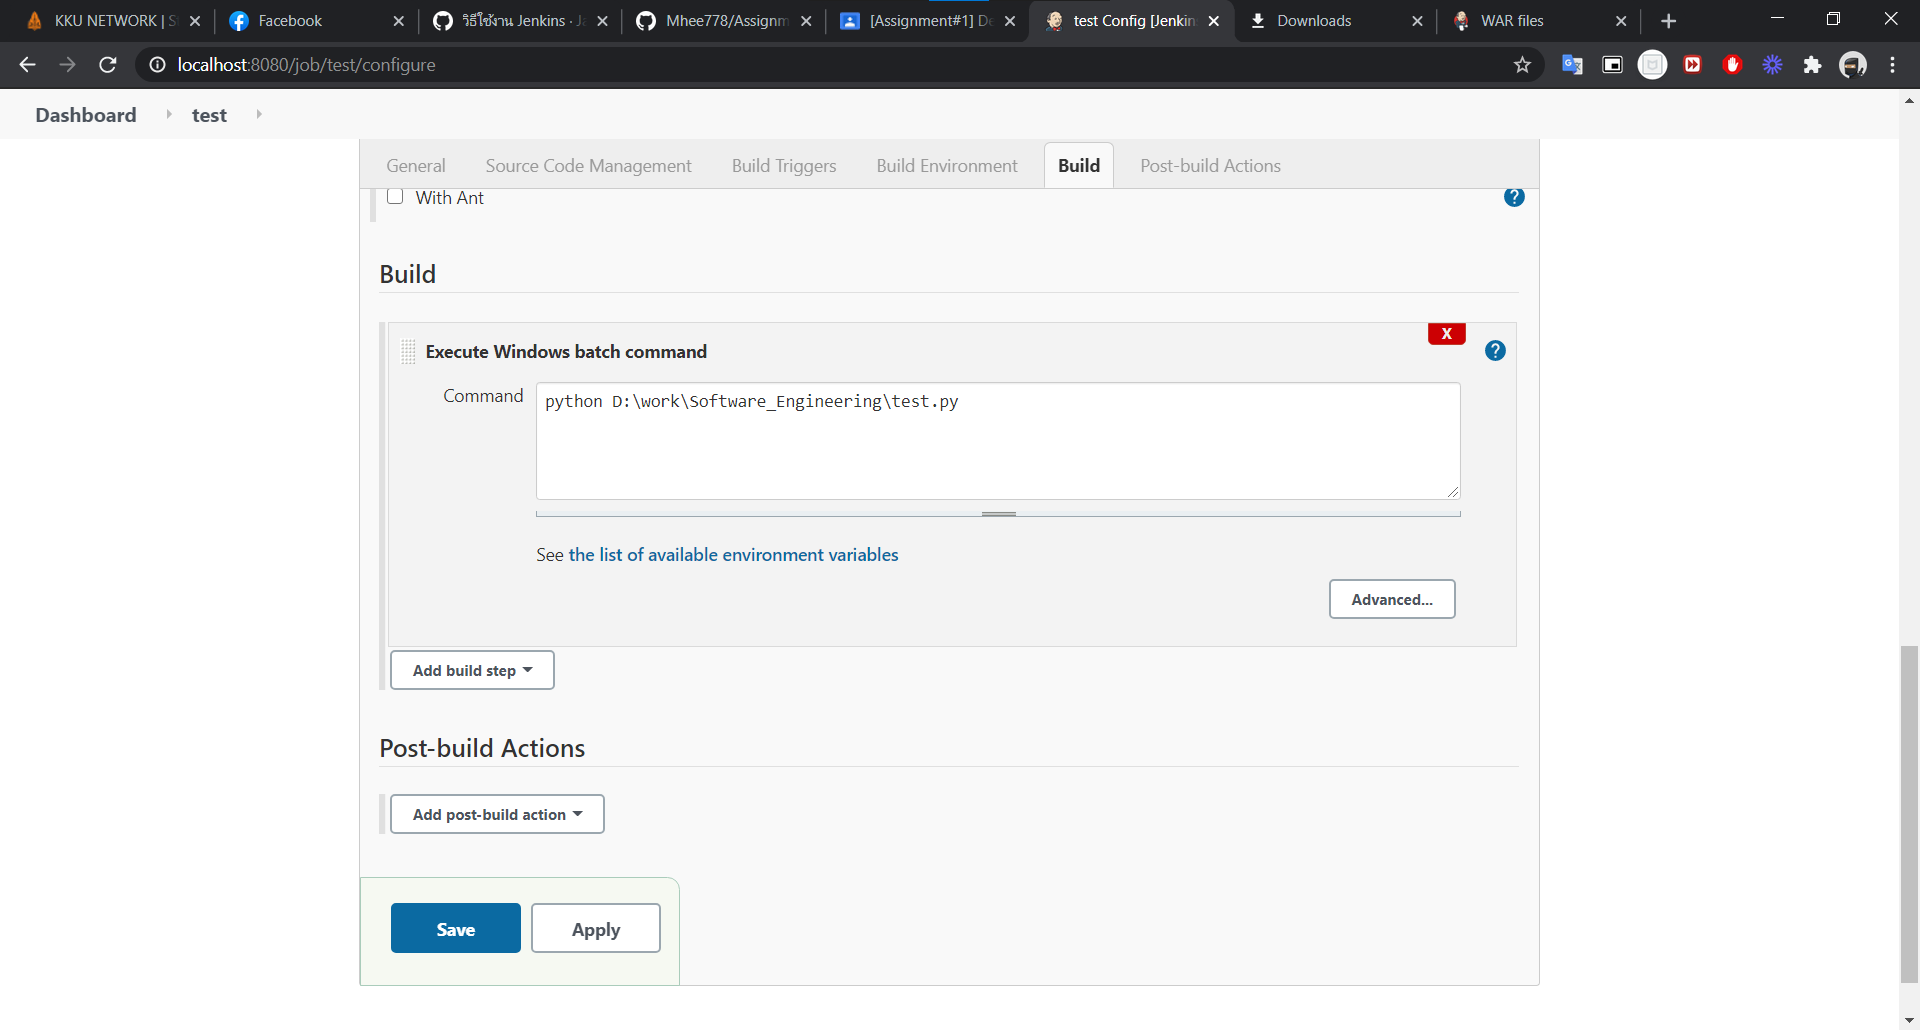 KKU NETWORK | S
Facebook
วิธีใช้งาน Jenkins · Ja
Mhee778/Assignm
[Assignment#1] De
test Config [Jenkin
Downloads
WAR files
localhost:8080/job/test/configure
Dashboard
test
General
Source Code Management
Build Triggers
Build Environment
Build
Post-build Actions
With Ant
?
Build
X
Execute Windows batch command
?
Command
python D:\work\Software_Engineering\test.py
See the list of available environment variables
Advanced...
Add build step
Post-build Actions
Add post-build action
Save
Apply